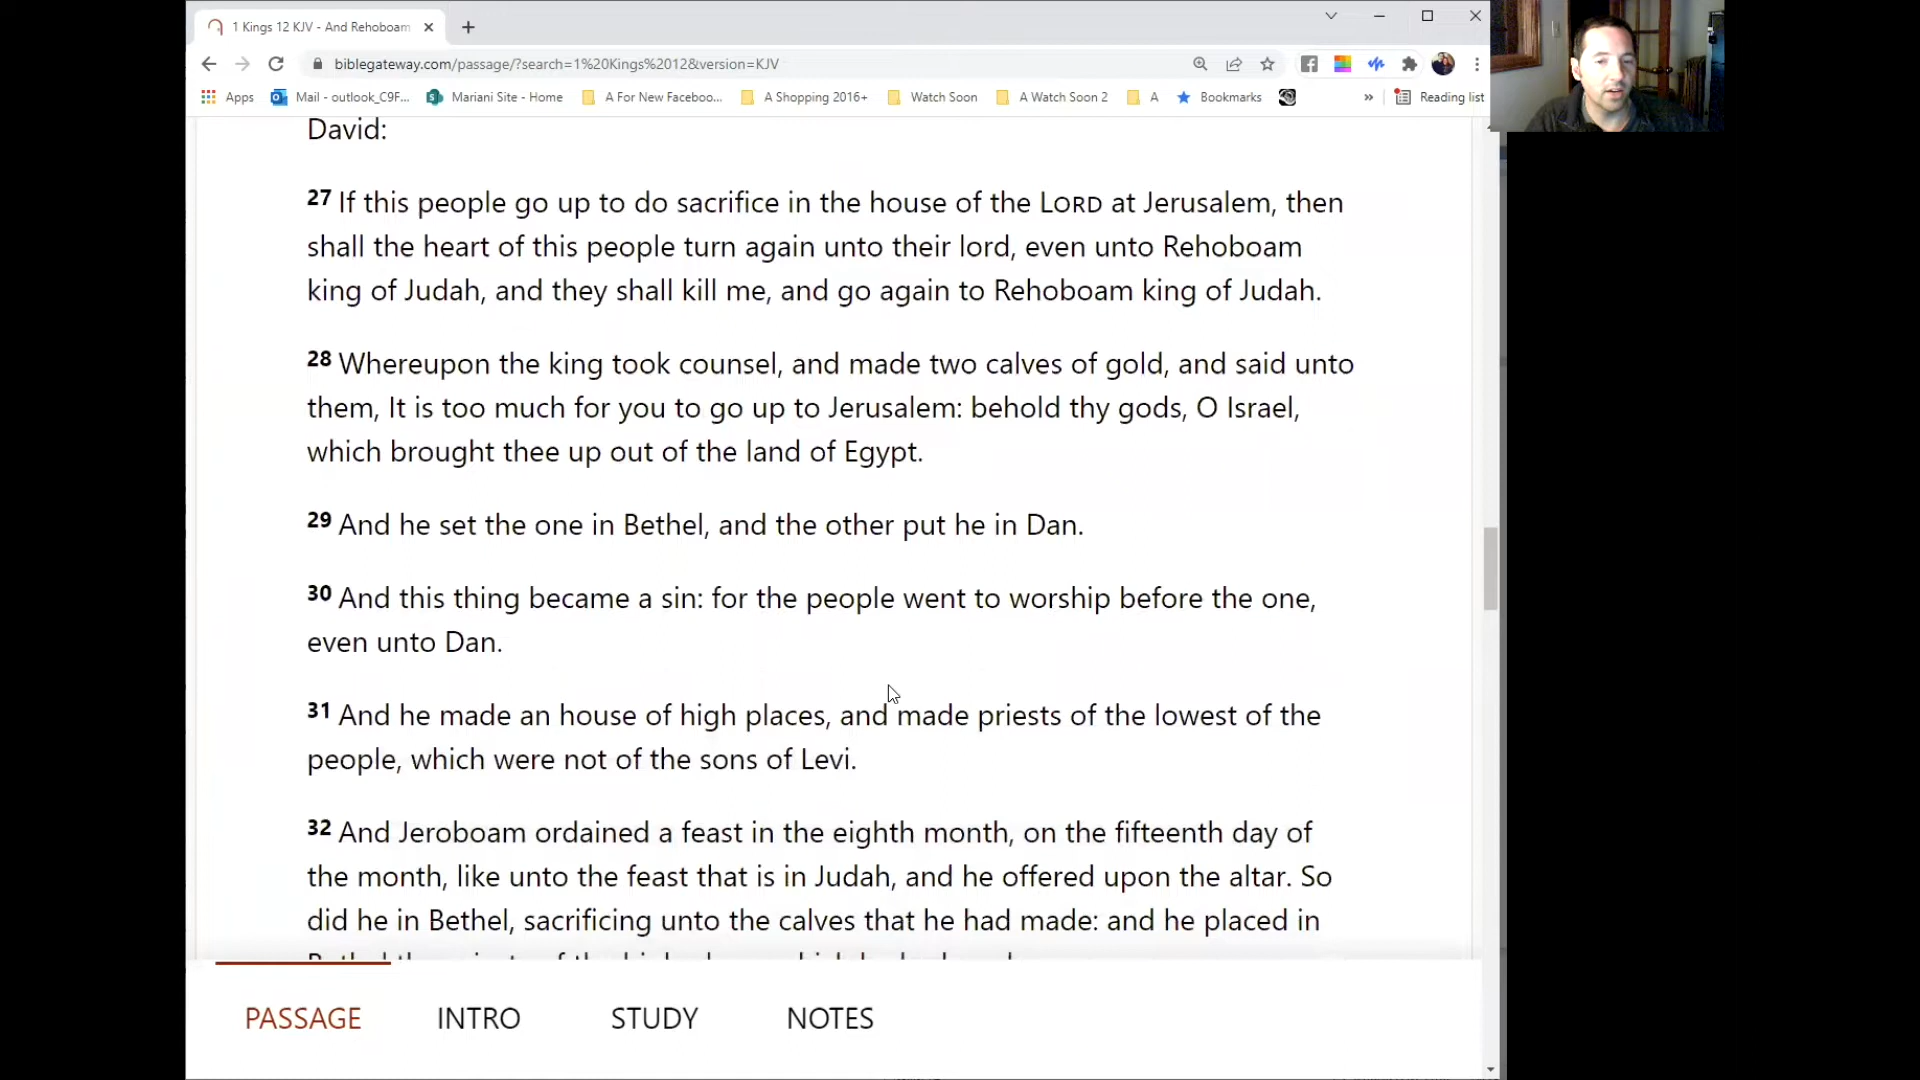 1 Kings 12 KJV - And Rehoboam
biblegateway.com/passage/?search=1%20Kings%2012&version=KJV
Apps Mail - outlook_C9F... Mariani Site - Home A For New Faceboo... A Shopping 2016+ Watch Soon A Watch Soon 2 A Bookmarks » Reading list
David:
27 If this people go up to do sacrifice in the house of the LORD at Jerusalem, then
shall the heart of this people turn again unto their lord, even unto Rehoboam
king of Judah, and they shall kill me, and go again to Rehoboam king of Judah.
28 Whereupon the king took counsel, and made two calves of gold, and said unto
them, It is too much for you to go up to Jerusalem: behold thy gods, O Israel,
which brought thee up out of the land of Egypt.
29 And he set the one in Bethel, and the other put he in Dan.
30 And this thing became a sin: for the people went to worship before the one,
even unto Dan.
31 And he made an house of high places, and made priests of the lowest of the
people, which were not of the sons of Levi.
32 And Jeroboam ordained a feast in the eighth month, on the fifteenth day of
the month, like unto the feast that is in Judah, and he offered upon the altar. So
did he in Bethel, sacrificing unto the calves that he had made: and he placed in
PASSAGE INTRO STUDY NOTES